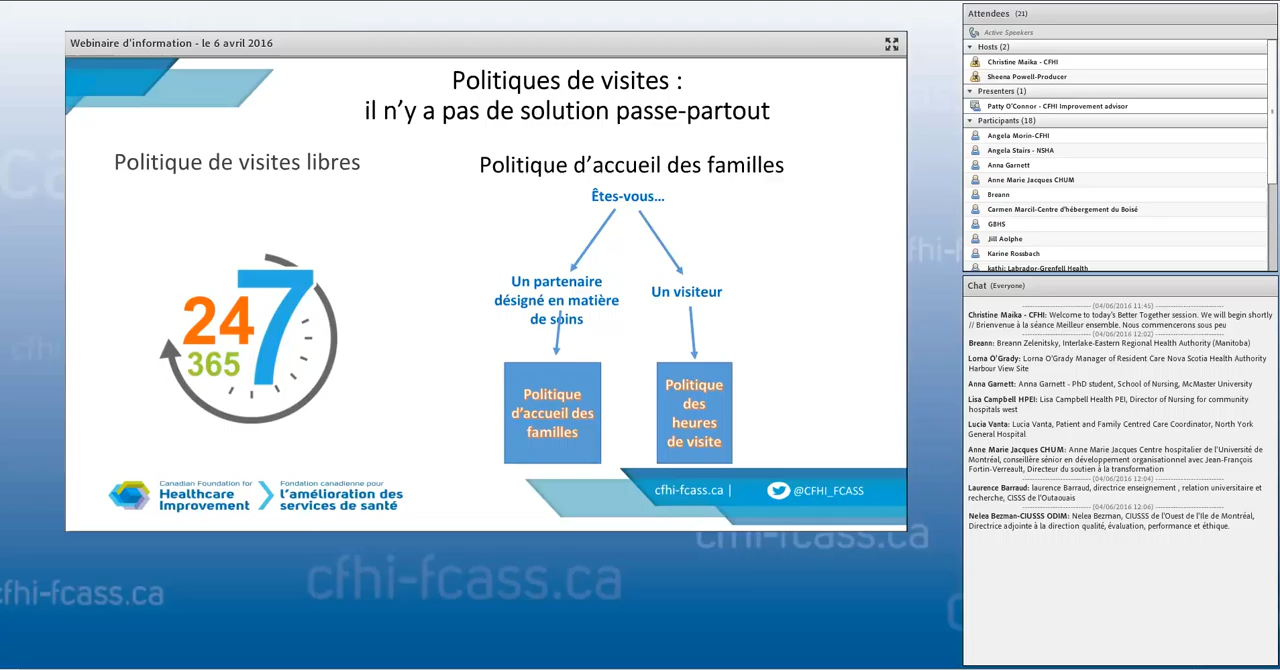 Webinaire d'information - le 6 avril 2016
Politiques de visites :
il n'y a pas de solution passe-partout
Politique de visites libres
24
7
365
Politique d'accueil des familles
Êtes-vous...
Un partenaire
désigné en matière
de soins
Un visiteur
Politique
d'accueil des
familles
Politique
des
heures
de visite
Canadian Foundation for
Healthcare
Improvement
Fondation canadienne pour
l'amélioration des
services de santé
cfhi-fcass.ca |
@CFHI_FCASS
cfhi-fcass.ca
cfhi-fcass.ca
cfhi-fcass.ca
Attendees (21)
Active Speakers
Hosts (2)
Christine Maika - CFHI
Sheena Powell-Producer
Presenters (1)
Patty O'Connor - CFHI Improvement advisor
Participants (18)
Angela Morin-CFHI
Angela Stairs - NSHA
Anna Garnett
Anne Marie Jacques CHUM
Breann
Carmen Marcil-Centre d'hébergement du Boisé
GBHS
Jill Aolphe
Karine Rossbach
kathi: Labrador-Grenfell Health
Chat (Everyone)
(04/06/2016 11:45)
Christine Maika - CFHI: Welcome to today's Better Together session. We will begin shortly
// Brienvenue à la séance Meilleur ensemble. Nous commencerons sous peu
(04/06/2016 12:02)
Breann: Breann Zelenitsky, Interlake-Eastern Regional Health Authority (Manitoba)
Lorna O'Grady: Lorna O'Grady Manager of Resident Care Nova Scotia Health Authority
Harbour View Site
Anna Garnett: Anna Garnett - PhD student, School of Nursing, McMaster University
Lisa Campbell HPEI: Lisa Campbell Health PEI, Director of Nursing for community
hospitals west
Lucia Vanta: Lucia Vanta, Patient and Family Centred Care Coordinator, North York
General Hospital
Anne Marie Jacques CHUM: Anne Marie Jacques Centre hospitalier de l'Université de
Montréal, conseillère sénior en développement organisationnel avec Jean-François
Fortin-Verreault, Directeur du soutien à la transformation
(04/06/2016 12:04)
Laurence Barraud: laurence Barraud, directrice enseignement , relation universitaire et
recherche, CISSS de l'Outaouais
(04/06/2016 12:06)
Nelea Bezman-CIUSSS ODIM: Nelea Bezman, CIUSSS de l'Ouest de l'Ile de Montréal,
Directrice adjointe à la direction qualité, évaluation, performance et éthique.